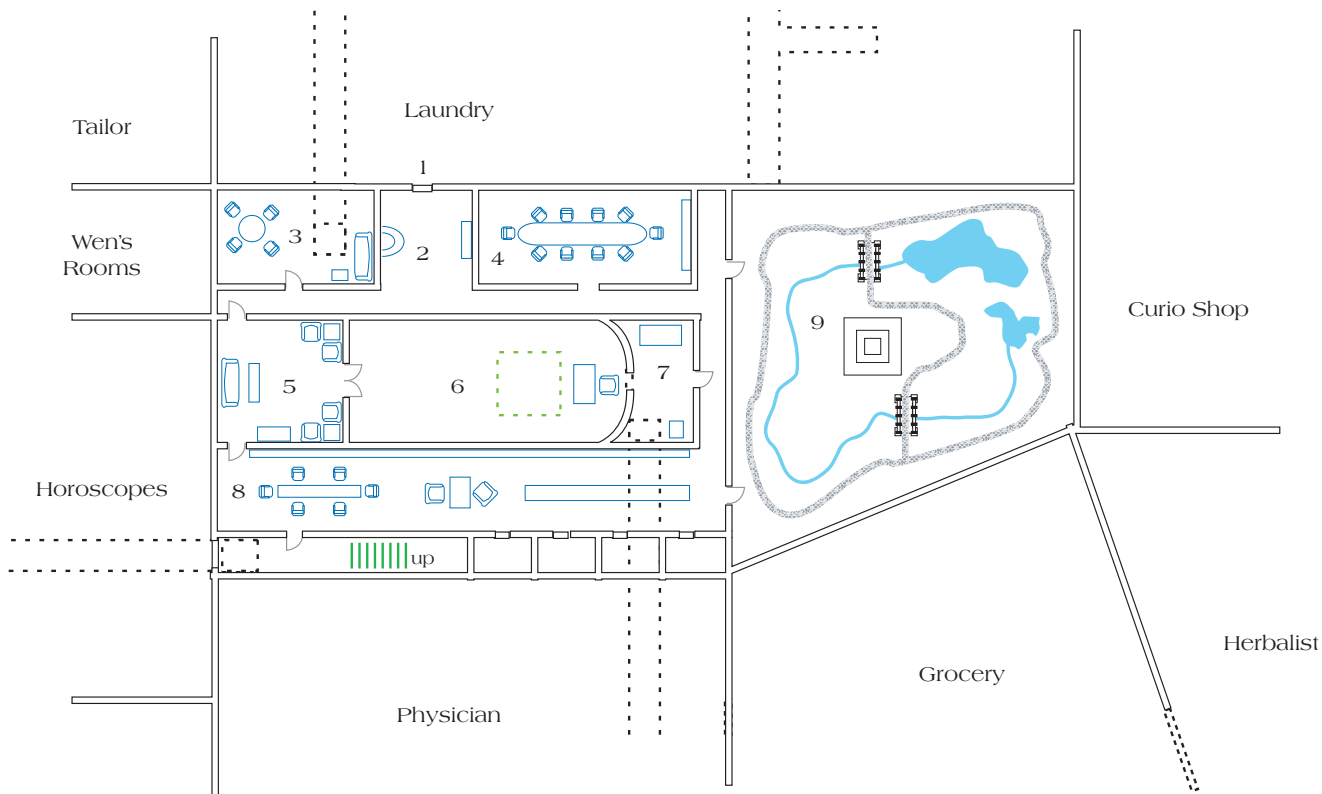 Laundry
Tailor
1
Wen's
Rooms
3
2
4
9
Curio Shop
5
6
7
Horoscopes
8
up
Herbalist
Grocery
Physician